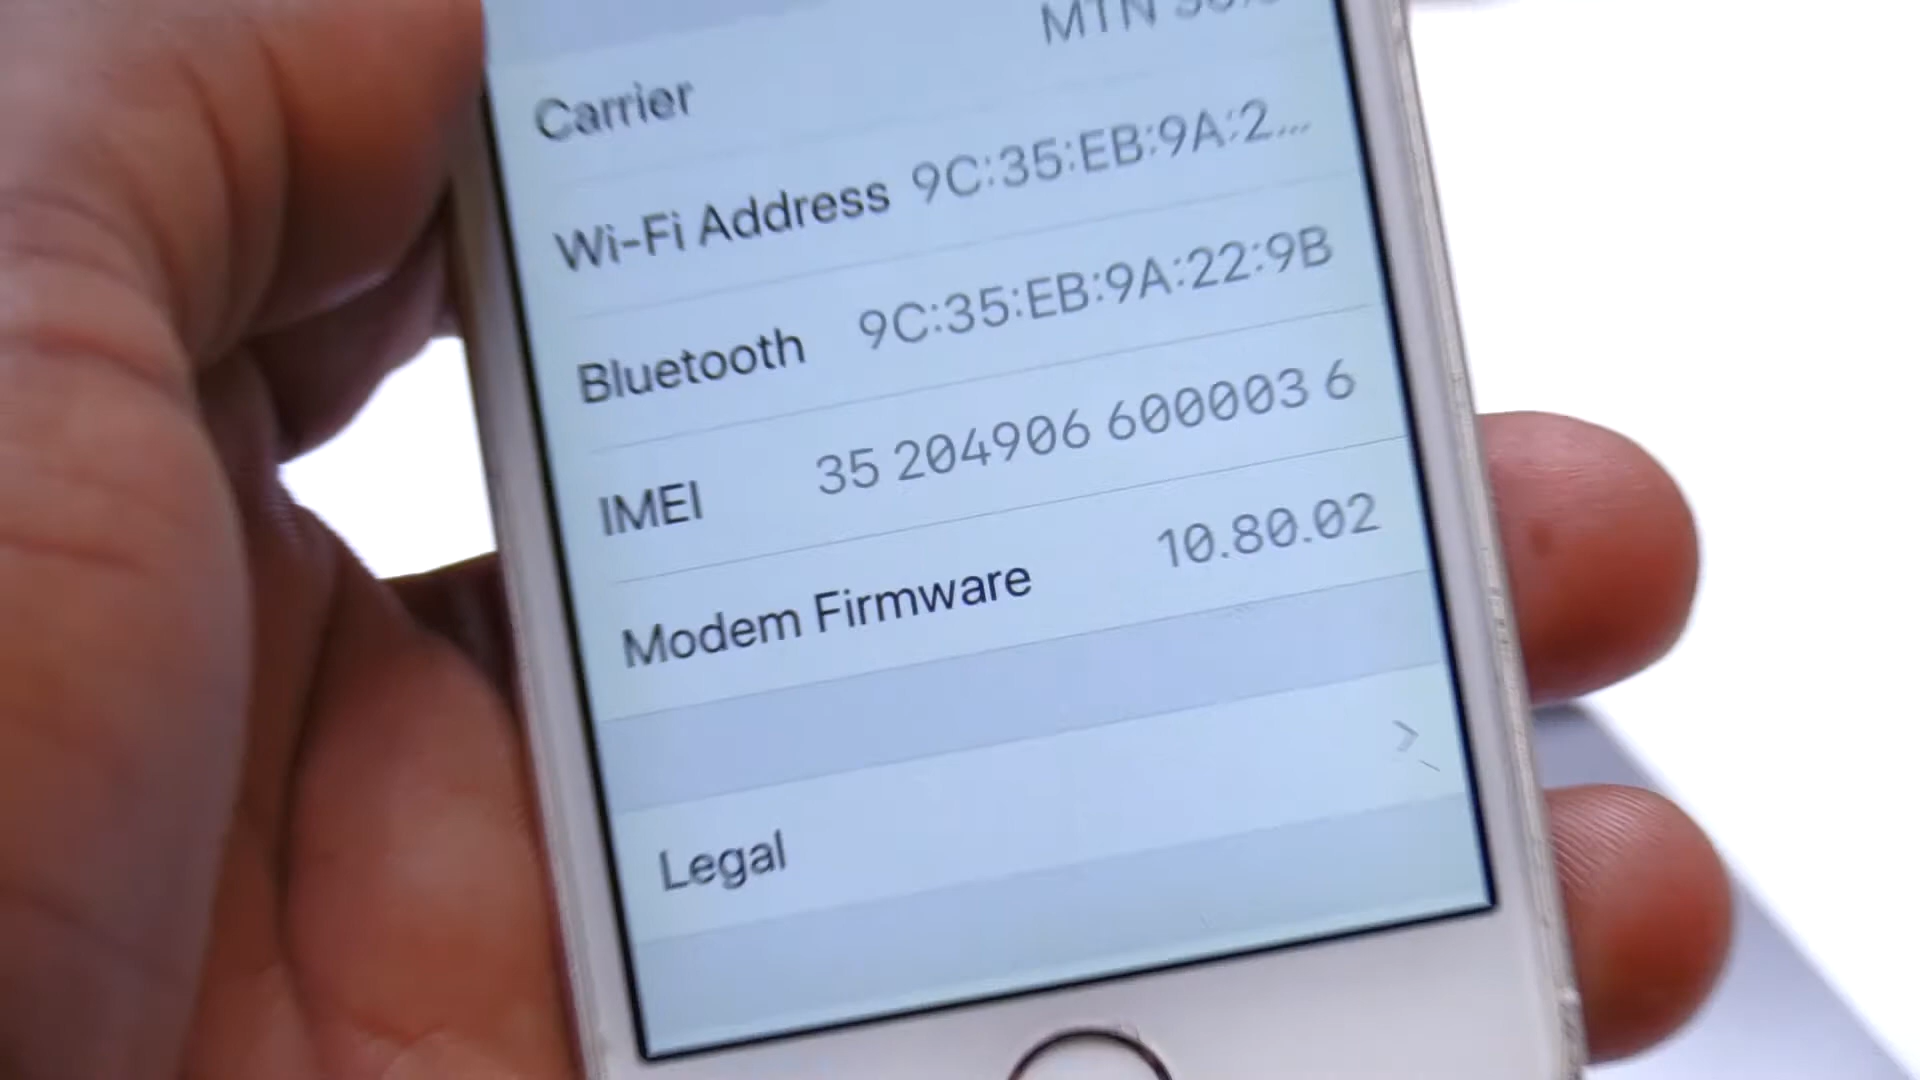 Carrier MTN
Wi-Fi Address 9C:35:EB:9A:2...
Bluetooth 9C:35:EB:9A:22:9B
IMEI 35 204906 600003 6
Modem Firmware 10.80.02
Legal